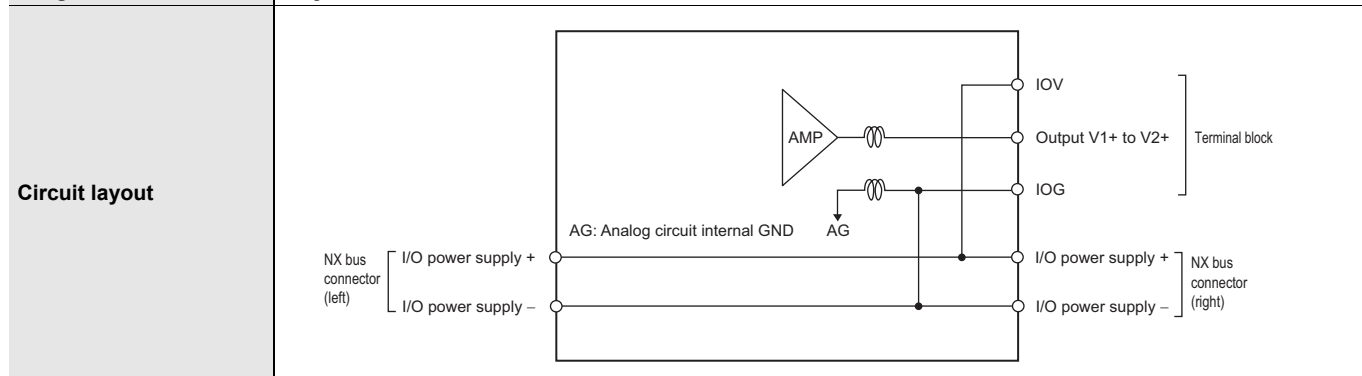 Circuit layout
IOV
AMP
Output V1+ to V2+
Terminal block
IOG
AG: Analog circuit internal GND
AG
NX bus
connector
(left)
I/O power supply +
I/O power supply –
I/O power supply +
I/O power supply –
NX bus
connector
(right)